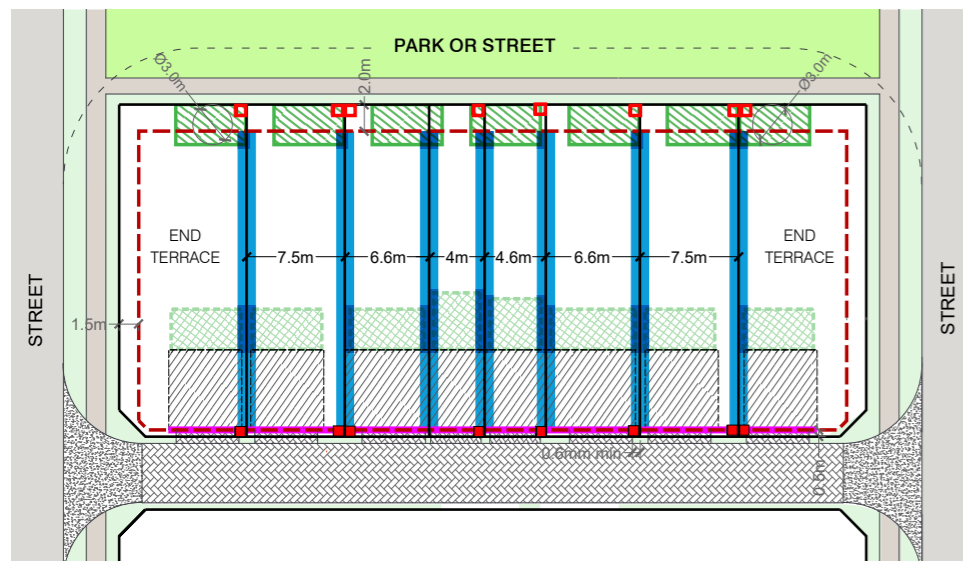 PARK OR STREET
Ø3.0m
2.0m
Ø3.0m
END
TERRACE
7.5m
6.6m
4m
4.6m
6.6m
7.5m
END
TERRACE
STREET
1.5m
STREET
0.6mm min
0.5m